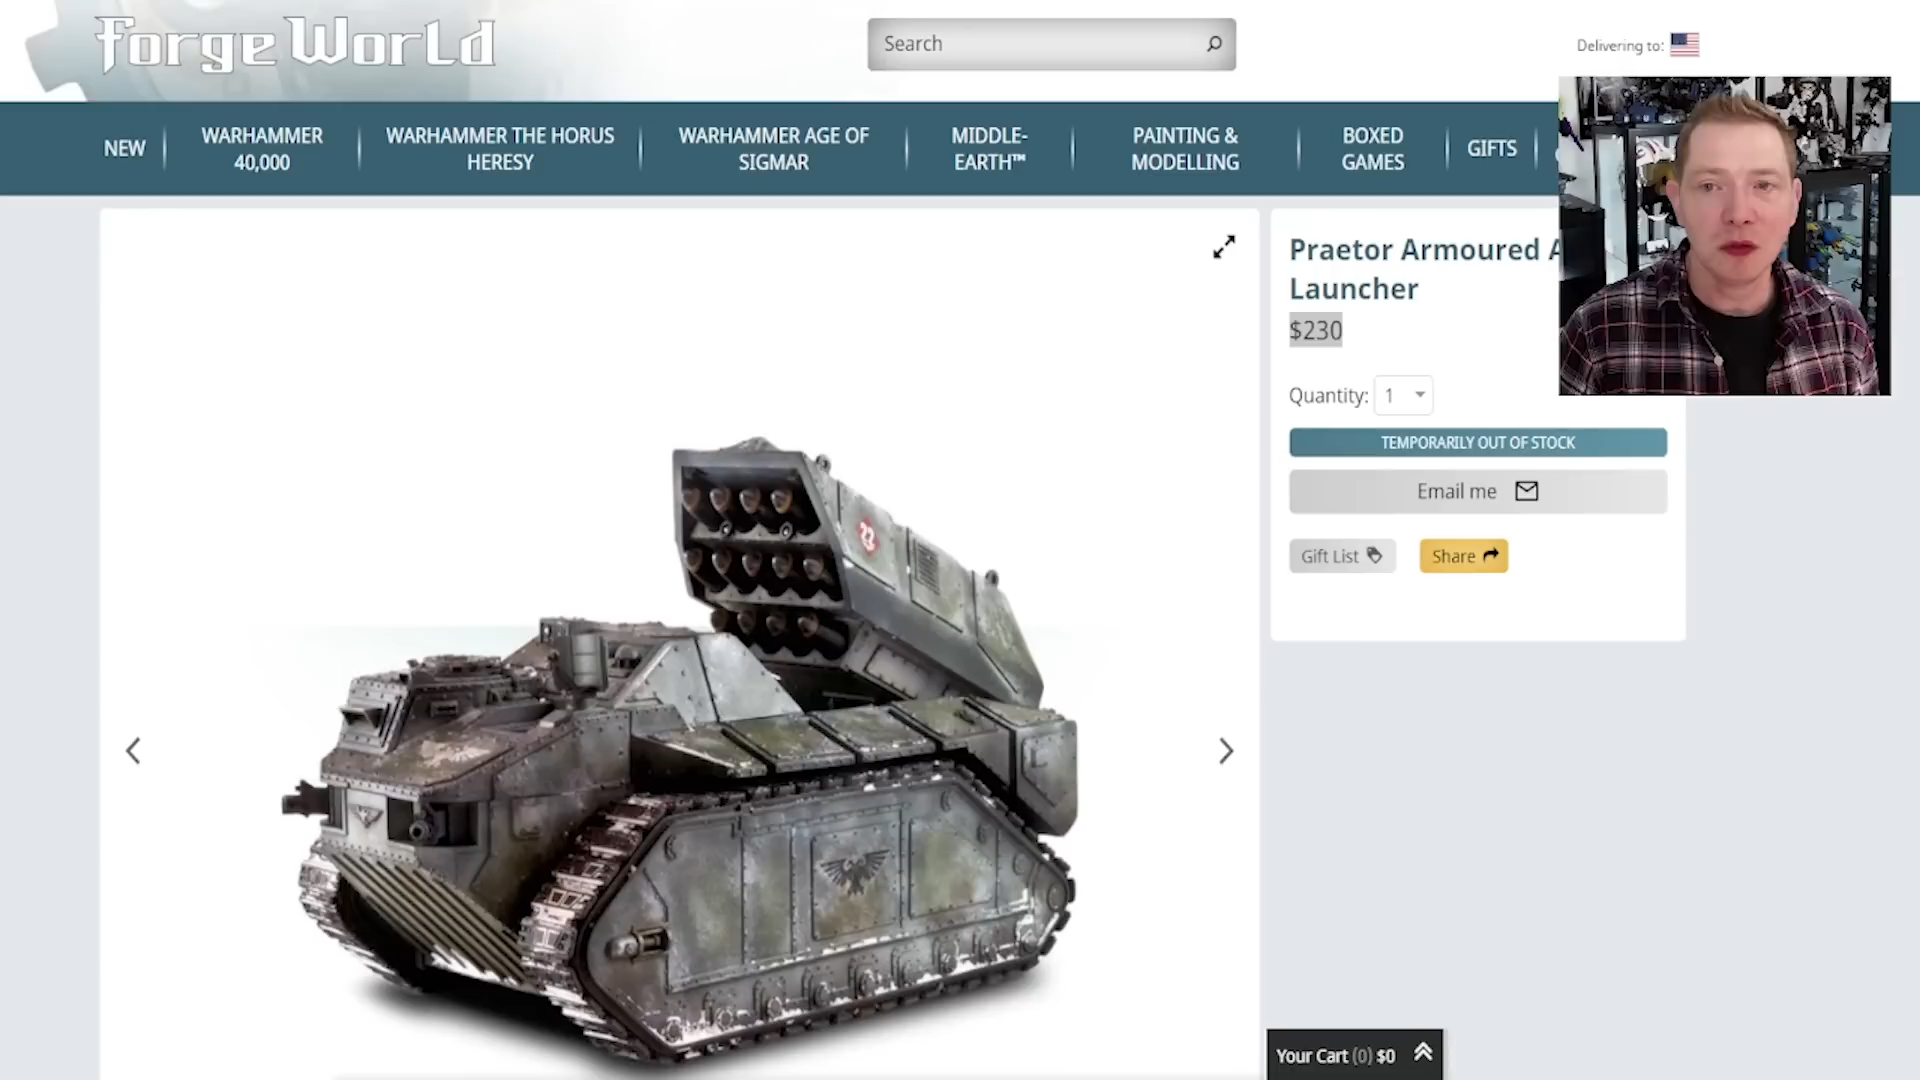 Forge World
Search
Delivering to:
NEW
WARHAMMER
40,000
WARHAMMER THE HORUS
HERESY
WARHAMMER AGE OF
SIGMAR
MIDDLE-
EARTH™
PAINTING &
MODELLING
BOXED
GAMES
GIFTS
Praetor Armoured A
Launcher
$230
Quantity: 1
TEMPORARILY OUT OF STOCK
Email me
Gift List
Share
22
Your Cart (0) $0